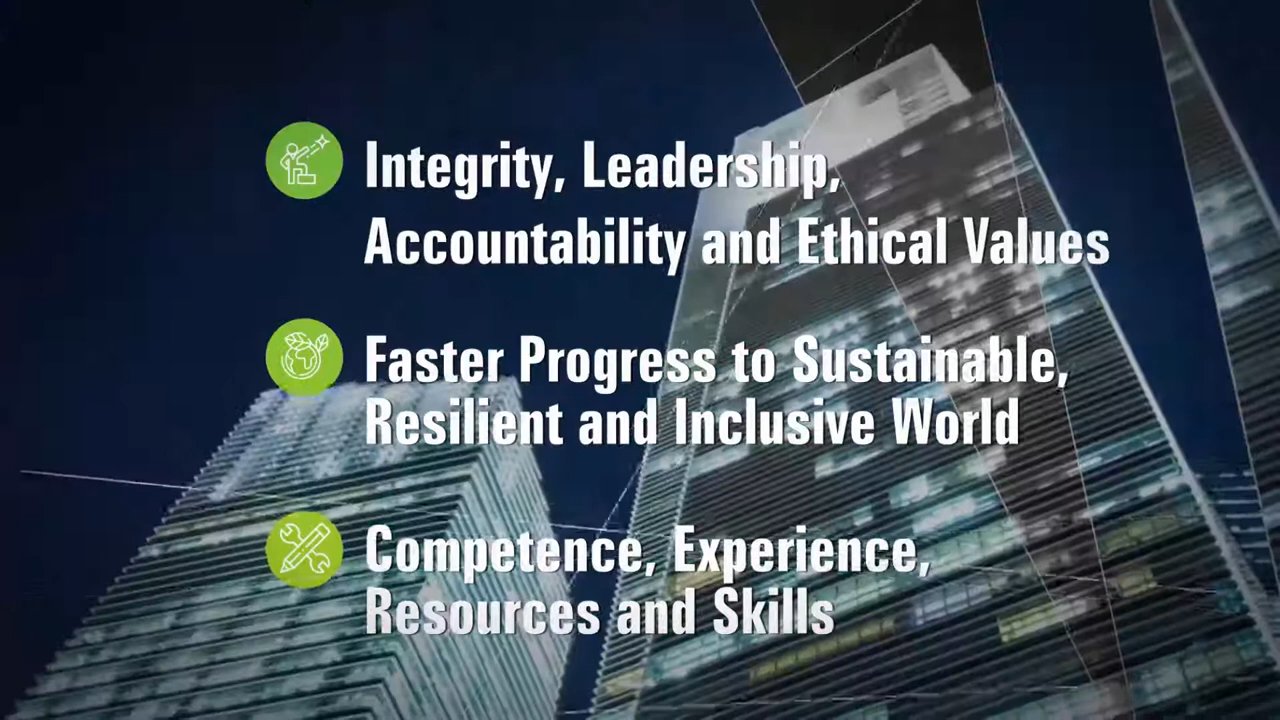 Integrity, Leadership,
Accountability and Ethical Values
Faster Progress to Sustainable,
Resilient and Inclusive World
Competence, Experience,
Resources and Skills